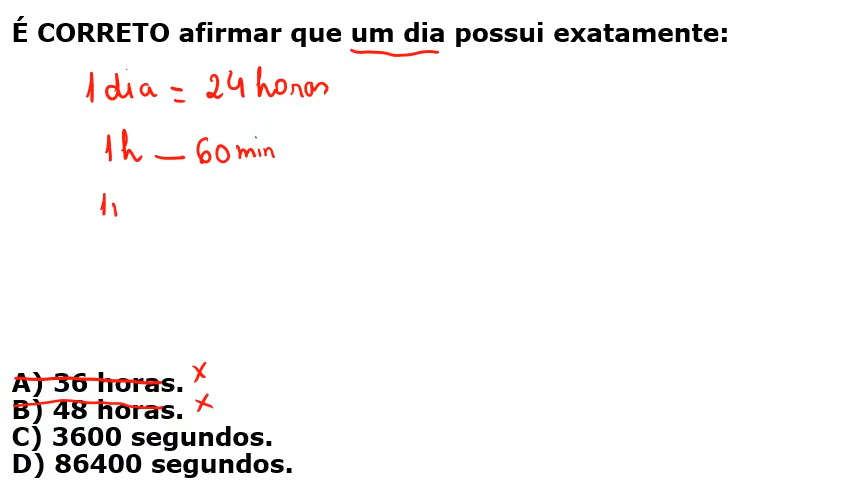 É CORRETO afirmar que um dia possui exatamente:
1 dia = 24 horas
1h — 60 min
A) 36 horas. x
B) 48 horas. x
C) 3600 segundos.
D) 86400 segundos.